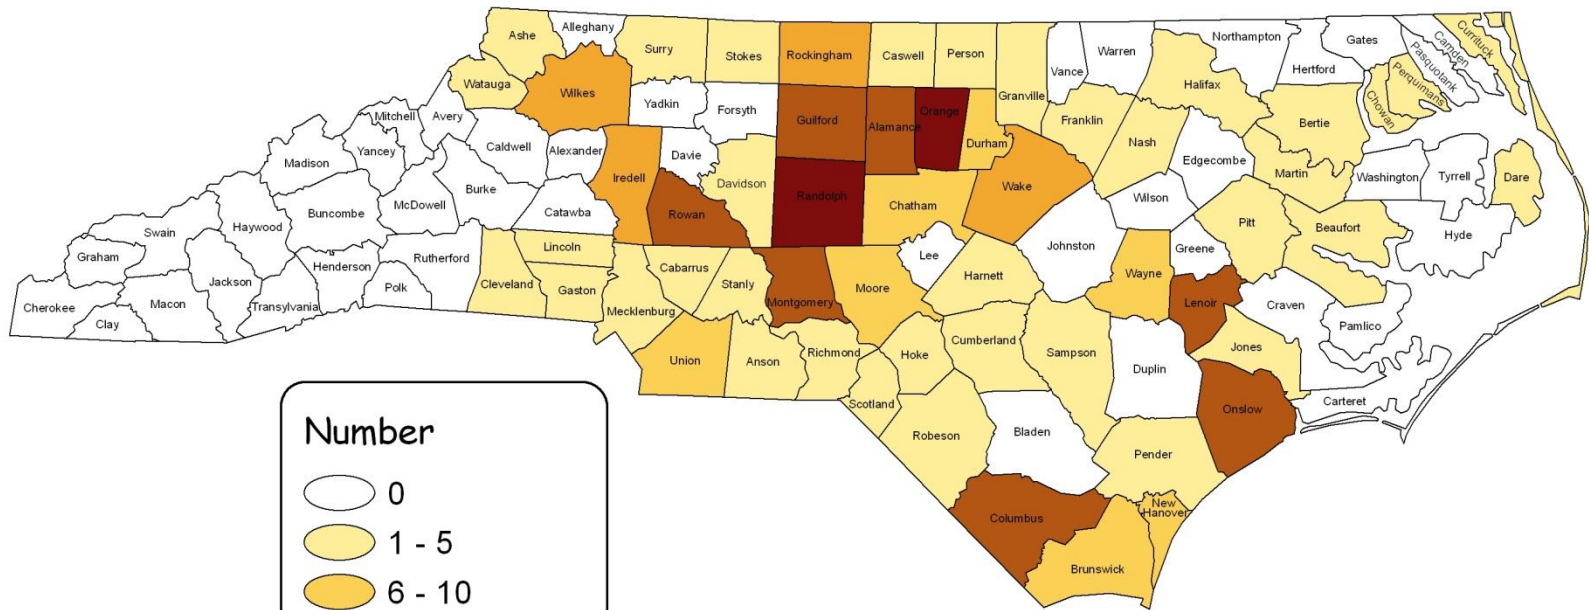 Alleghany
Ashe
Surry
Stokes
Rockingham
Caswell
Person
Vance
Warren
Northampton
Gates
Camden
Currituck
Pasquotank
Perquimans
Chowan
Hertford
Watauga
Wilkes
Yadkin
Forsyth
Guilford
Alamance
Orange
Durham
Granville
Franklin
Halifax
Bertie
Mitchell
Avery
Yancey
Madison
Caldwell
Alexander
Davie
Iredell
Davidson
Randolph
Chatham
Wake
Nash
Edgecombe
Martin
Washington
Tyrrell
Dare
Burke
McDowell
Buncombe
Catawba
Rowan
Wilson
Pitt
Beaufort
Hyde
Swain
Haywood
Graham
Jackson
Henderson
Rutherford
Polk
Lincoln
Cleveland
Gaston
Cabarrus
Stanly
Montgomery
Moore
Lee
Harnett
Johnston
Wayne
Greene
Lenoir
Craven
Pamlico
Cherokee
Clay
Macon
Transylvania
Mecklenburg
Union
Anson
Richmond
Hoke
Cumberland
Sampson
Duplin
Jones
Carteret
Onslow
Scotland
Robeson
Bladen
Pender
Columbus
New
Hanover
Brunswick
Number
0
1 - 5
6 - 10